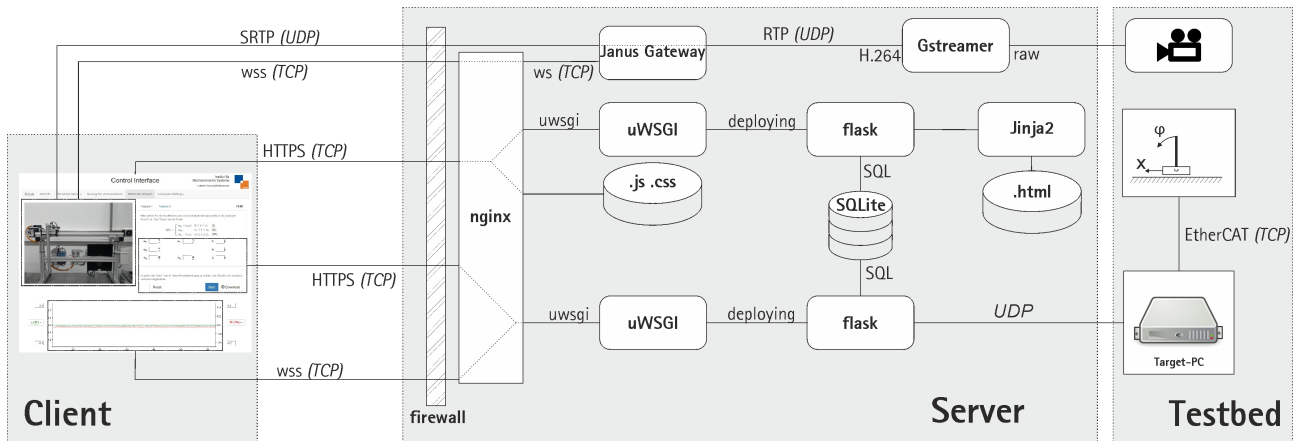 SRTP (UDP)
wss (TCP)
Janus Gateway
ws (TCP)
RTP (UDP)
H.264
Gstreamer
raw
HTTPS (TCP)
uwsgi
uWSGI
deploying
flask
Jinja2
φ
x
.js .css
SQL
SQLite
.html
Control Interface
nginx
EtherCAT (TCP)
HTTPS (TCP)
SQL
uwsgi
uWSGI
deploying
flask
UDP
Reset
Start
Download
Target-PC
wss (TCP)
Client
firewall
Server
Testbed